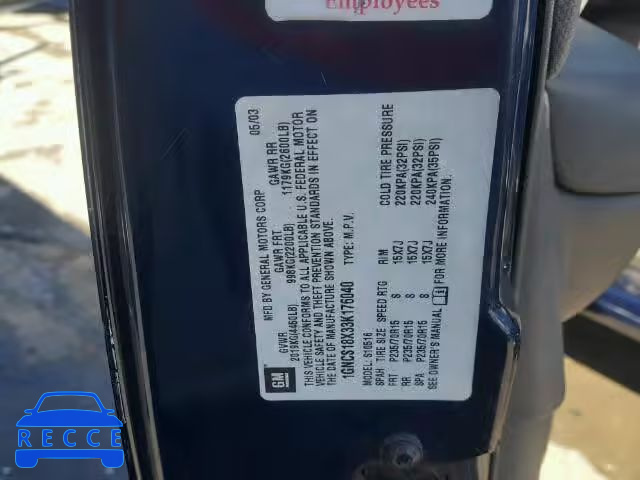 Employees
MFD BY GENERAL MOTORS CORP 05/03
GVWR GAWR FRT GAWR RR
2018KG(4450LB) 998KG(2200LB) 1179KG(2600LB)
THIS VEHICLE CONFORMS TO ALL APPLICABLE U.S. FEDERAL MOTOR
VEHICLE SAFETY AND THEFT PREVENTION STANDARDS IN EFFECT ON
THE DATE OF MANUFACTURE SHOWN ABOVE.
1GNCS18X33K176040 TYPE: M.P.V.
GM
MODEL: S10516
SPAH TIRE SIZE SPEED RTG RIM COLD TIRE PRESSURE
FRT P235/70R15 S 15X7J 220KPA(32PSI)
RR P235/70R15 S 15X7J 220KPA(32PSI)
SPA P235/70R15 S 15X7J 240KPA(35PSI)
SEE OWNER'S MANUAL FOR MORE INFORMATION.
RECCE